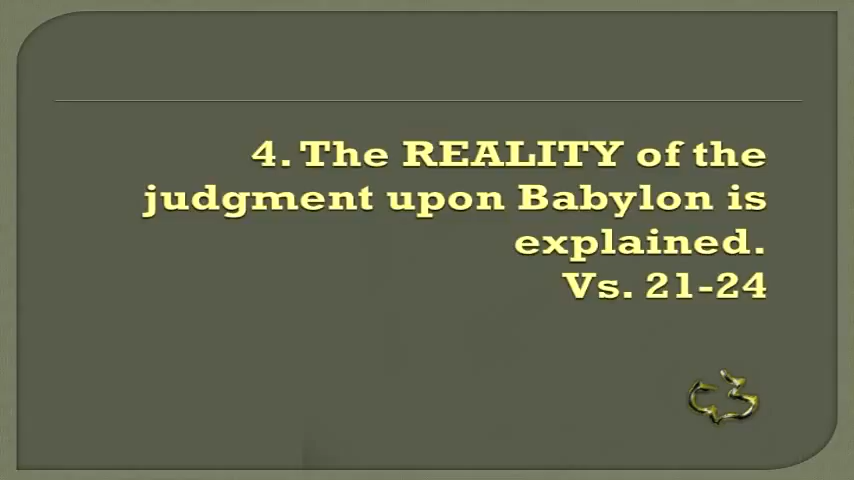 4. The REALITY of the
judgment upon Babylon is
explained.
Vs. 21-24